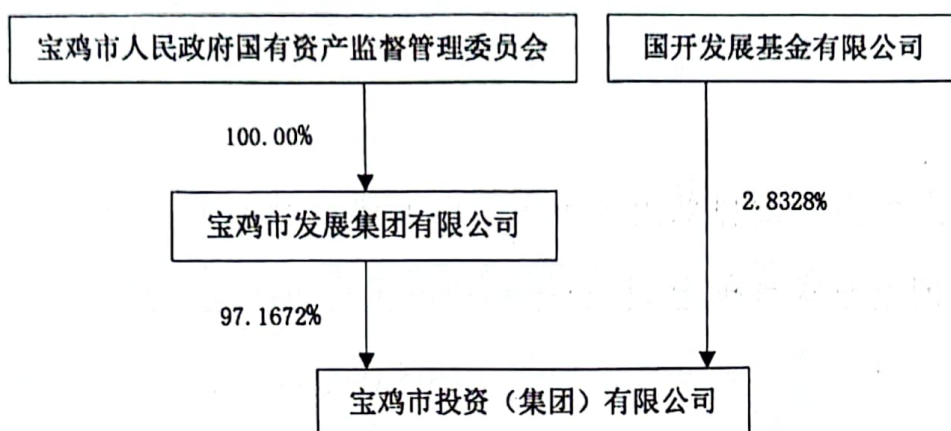 宝鸡市人民政府国有资产监督管理委员会
国开发展基金有限公司
100.00%
2.8328%
宝鸡市发展集团有限公司
97.1672%
宝鸡市投资（集团）有限公司